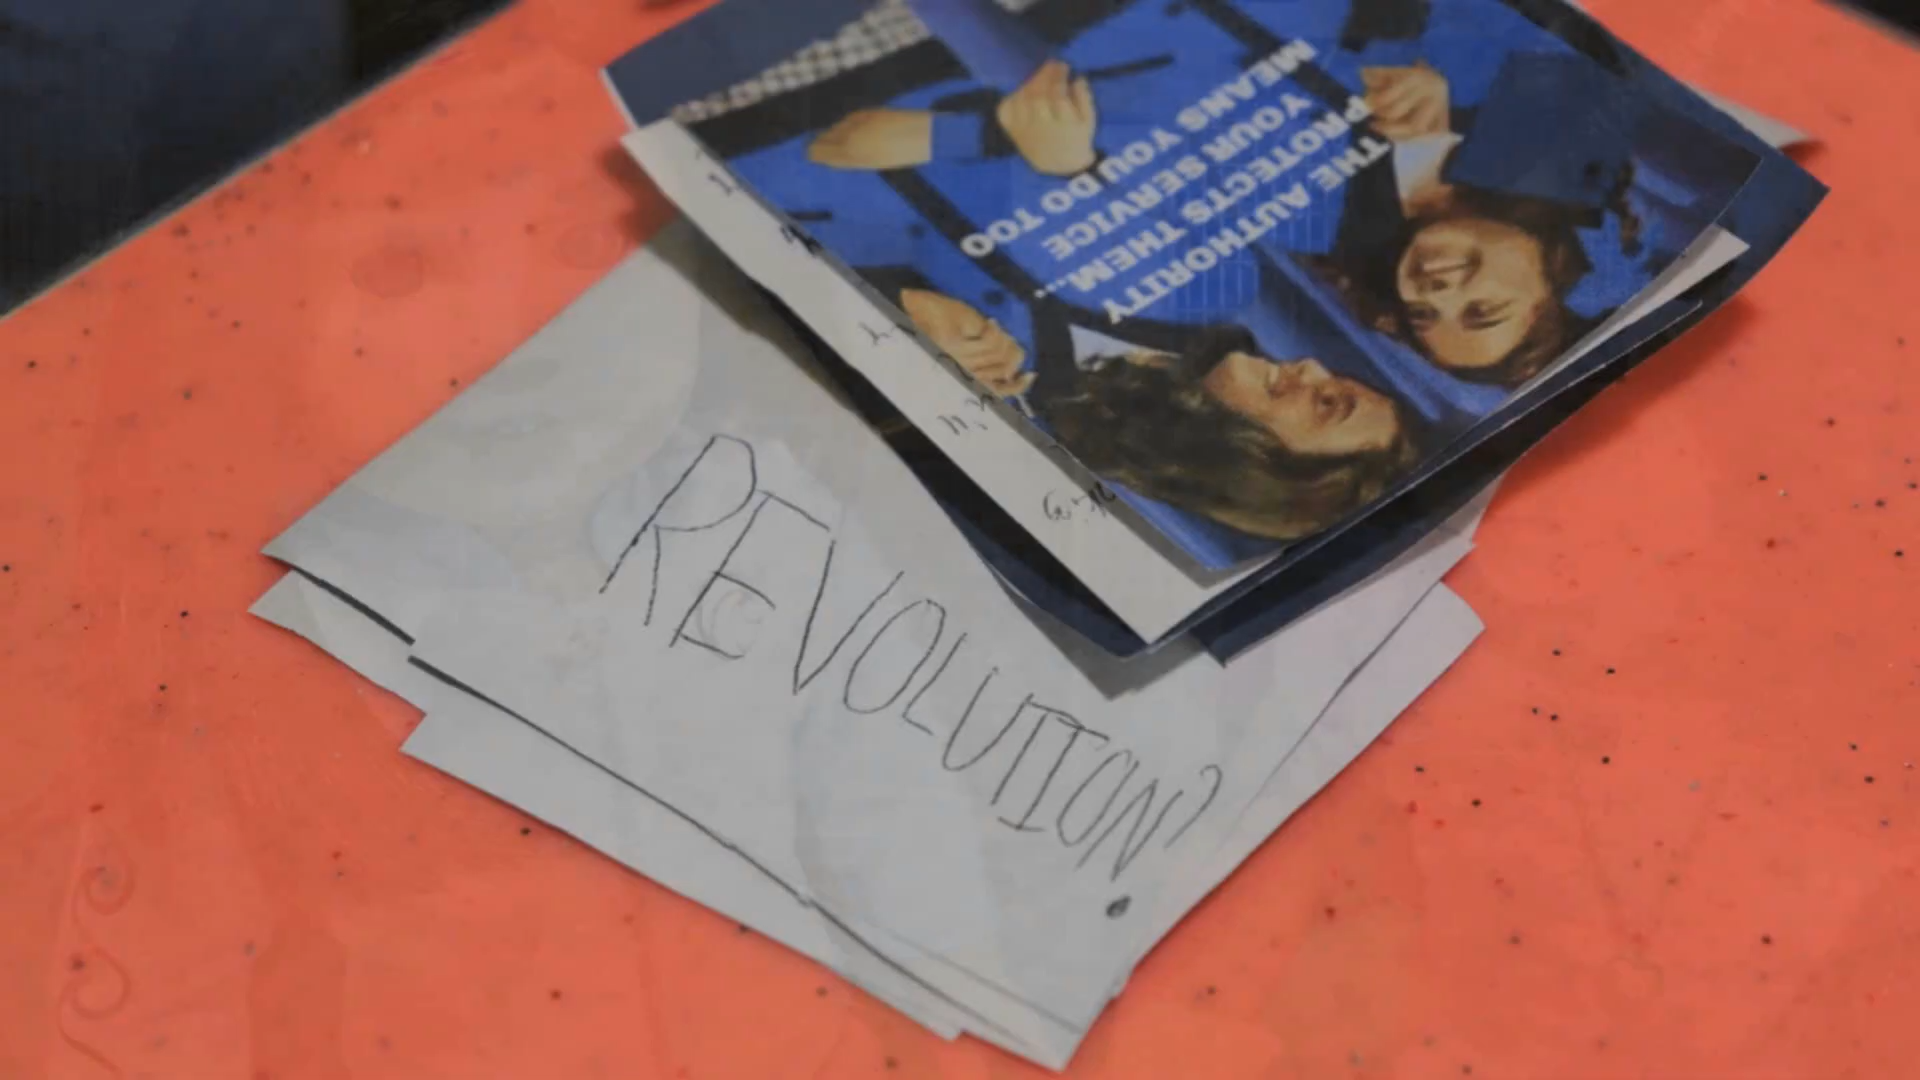 THE AUTHORITY
PROTECTS THEM...
YOUR SERVICE
MEANS YOU DO TOO
REVOLUTION?